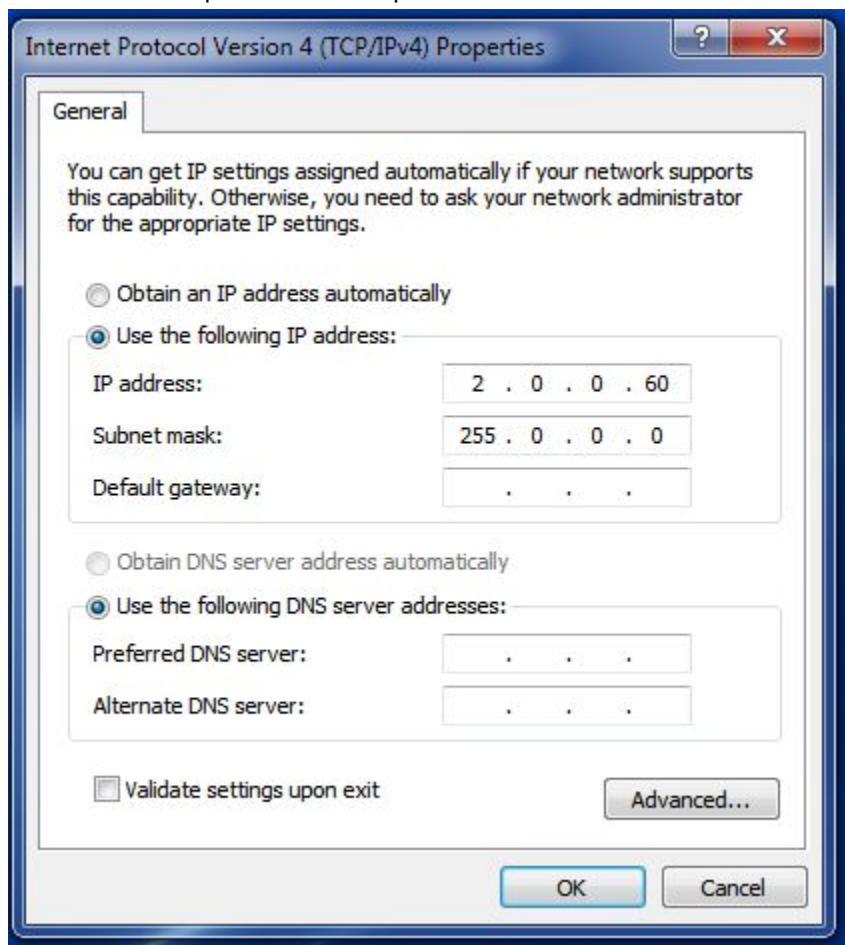 Internet Protocol Version 4 (TCP/IPv4) Properties
General
You can get IP settings assigned automatically if your network supports
this capability. Otherwise, you need to ask your network administrator
for the appropriate IP settings.
Obtain an IP address automatically
Use the following IP address:
IP address: 2 . 0 . 0 . 60
Subnet mask: 255 . 0 . 0 . 0
Default gateway: . . .
Obtain DNS server address automatically
Use the following DNS server addresses:
Preferred DNS server: . . .
Alternate DNS server: . . .
Validate settings upon exit
Advanced...
OK Cancel